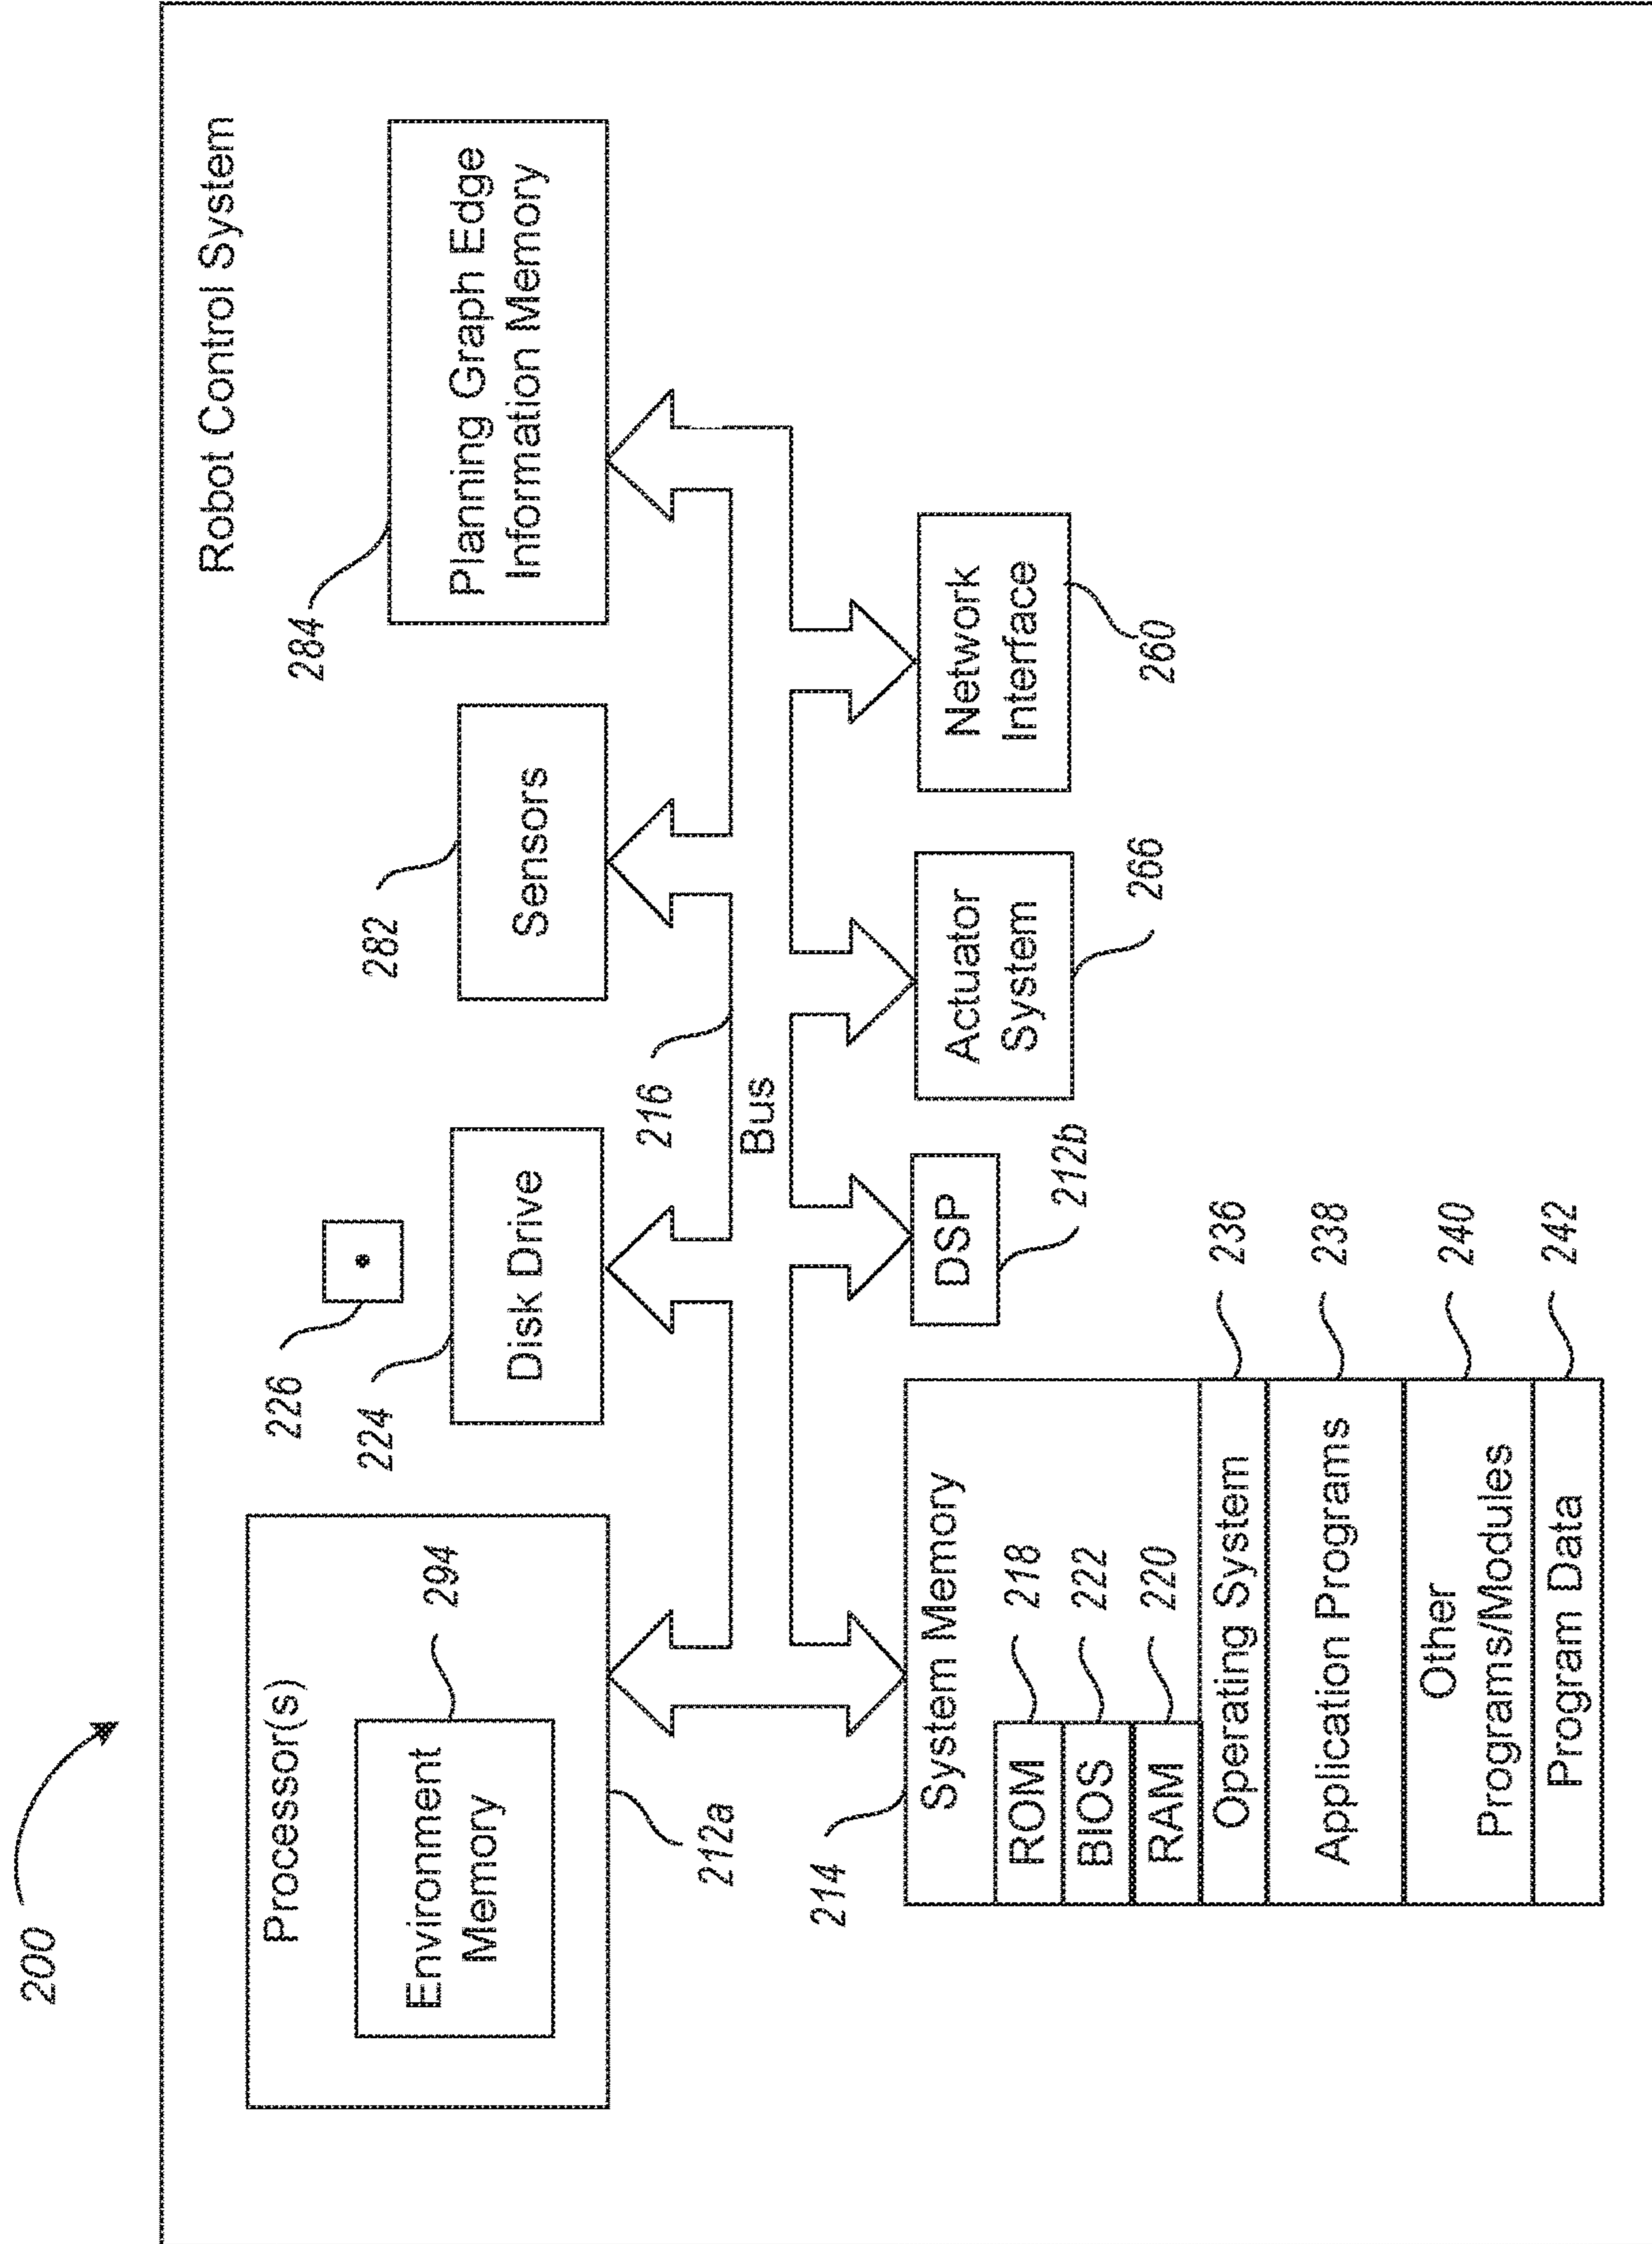 200
Robot Control System
Processor(s)
Environment
Memory
294
212a
226
224
Disk Drive
282
Sensors
284
Planning Graph Edge
Information Memory
216
Bus
214
System Memory
ROM
218
BIOS
222
RAM
220
Operating System
236
Application Programs
238
Other
Programs/Modules
240
Program Data
242
DSP
212b
Actuator
System
266
Network
Interface
260